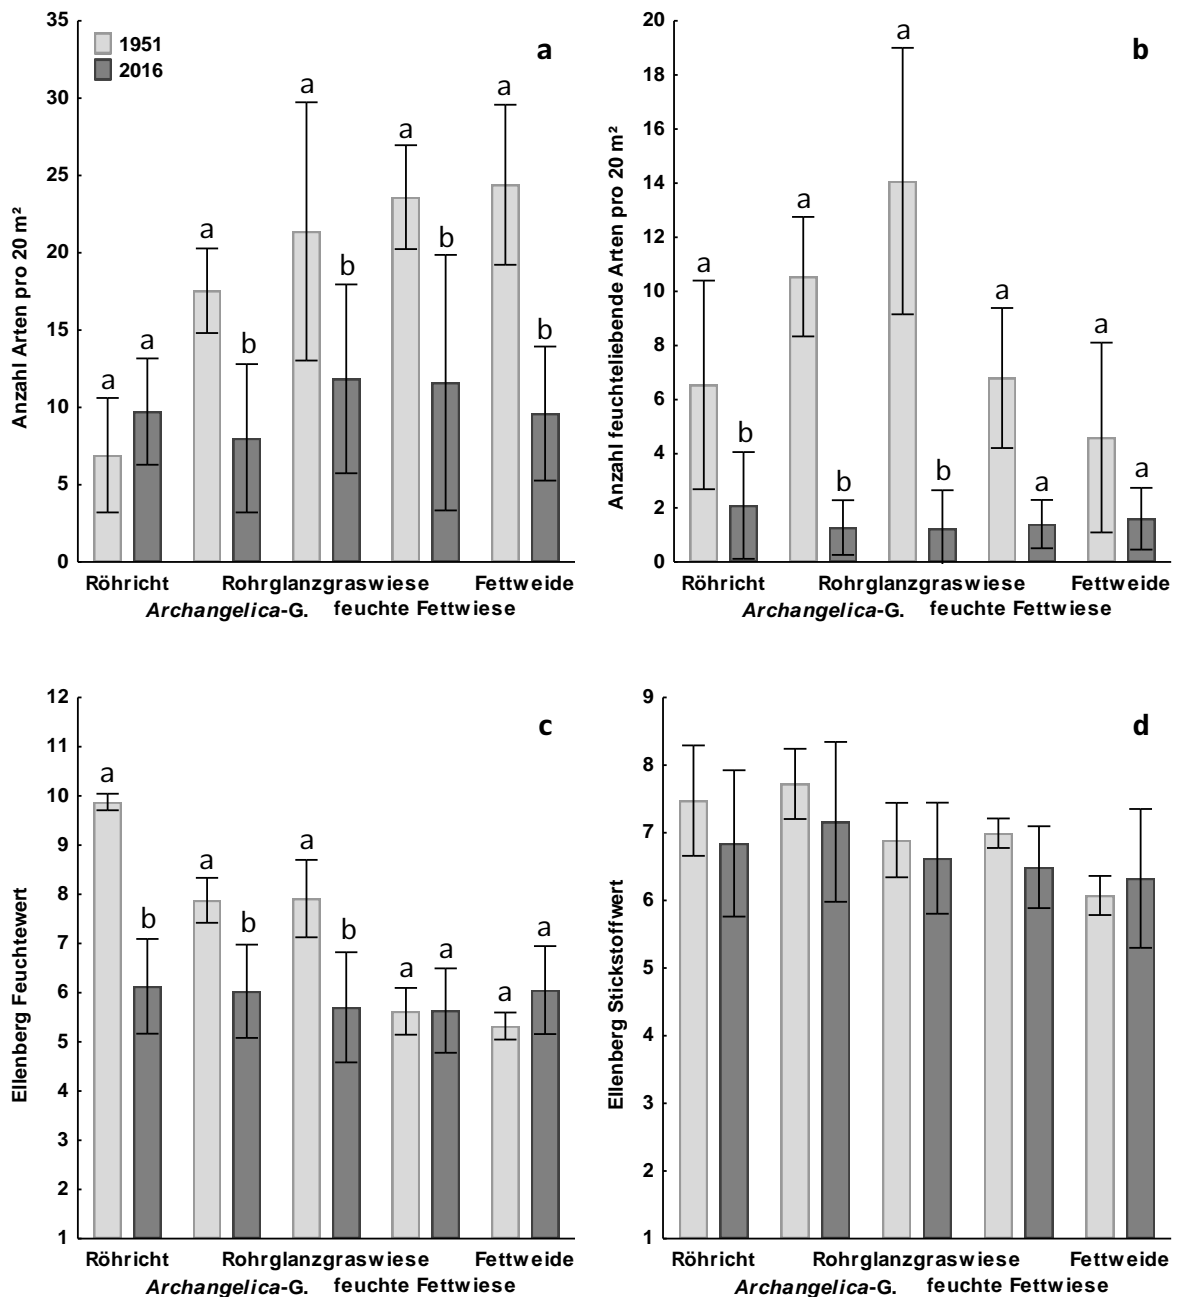 35
30
25
20
15
10
5
0
Anzahl Arten pro 20 m²
1951
2016
a
a a a b a b a b a b
Röhricht Rohrglanzgraswiese Fettweide
Archangelica-G. feuchte Fettwiese
20
18
16
14
12
10
8
6
4
2
0
Anzahl feuchteliebende Arten pro 20 m²
b
a b a b a b a a a a
Röhricht Rohrglanzgraswiese Fettweide
Archangelica-G. feuchte Fettwiese
12
11
10
9
8
7
6
5
4
3
2
1
Ellenberg Feuchtewert
c
a b a b a b a a a a
Röhricht Rohrglanzgraswiese Fettweide
Archangelica-G. feuchte Fettwiese
9
8
7
6
5
4
3
2
1
Ellenberg Stickstoffwert
d
Röhricht Rohrglanzgraswiese Fettweide
Archangelica-G. feuchte Fettwiese